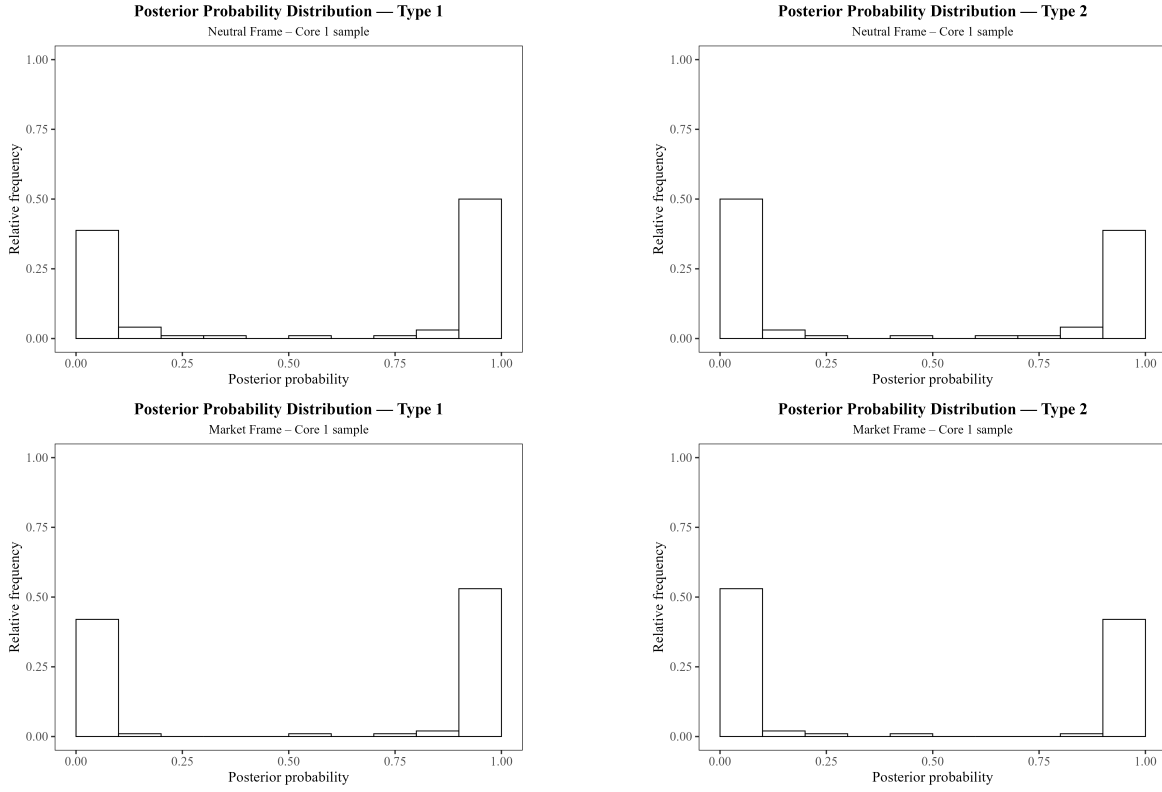 Posterior Probability Distribution — Type 1
Neutral Frame – Core 1 sample
1.00
0.75
0.50
0.25
0.00
Relative frequency
0.00 0.25 0.50 0.75 1.00
Posterior probability
Posterior Probability Distribution — Type 2
Neutral Frame – Core 1 sample
1.00
0.75
0.50
0.25
0.00
Relative frequency
0.00 0.25 0.50 0.75 1.00
Posterior probability
Posterior Probability Distribution — Type 1
Market Frame – Core 1 sample
1.00
0.75
0.50
0.25
0.00
Relative frequency
0.00 0.25 0.50 0.75 1.00
Posterior probability
Posterior Probability Distribution — Type 2
Market Frame – Core 1 sample
1.00
0.75
0.50
0.25
0.00
Relative frequency
0.00 0.25 0.50 0.75 1.00
Posterior probability